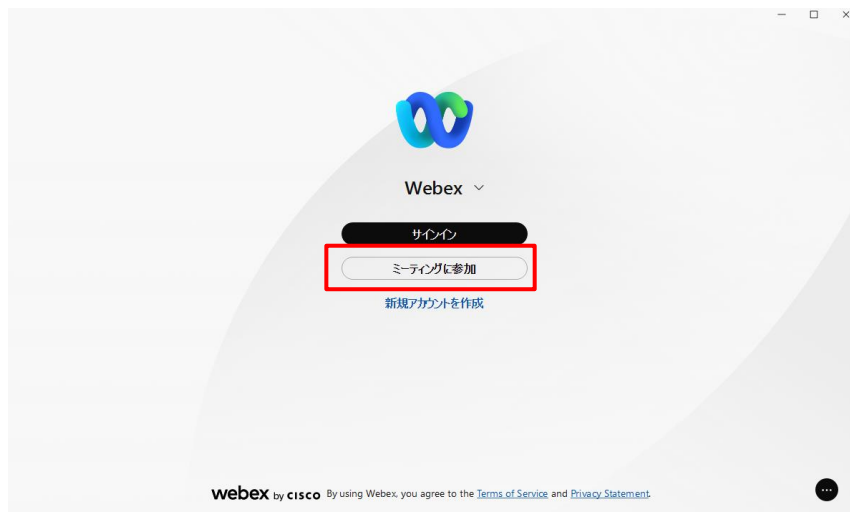 Webex
サインイン
ミーティングに参加
新規アカウントを作成
webex by CISCO By using Webex, you agree to the Terms of Service and Privacy Statement.